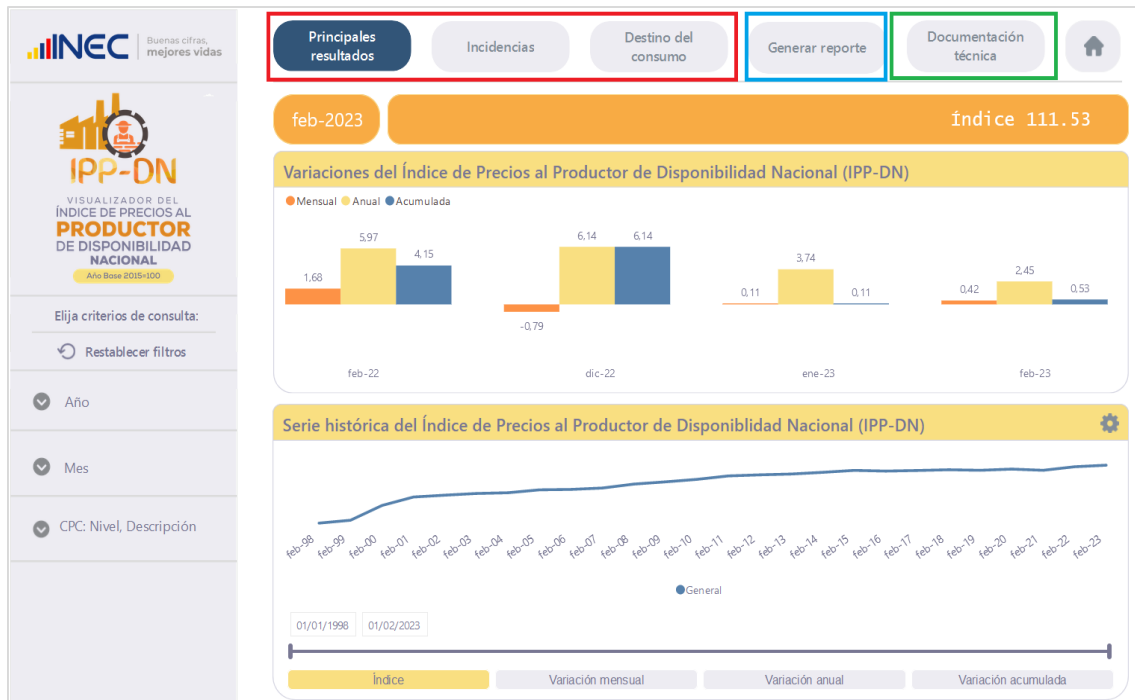 INEC
Buenas cifras,
mejores vidas
Principales
resultados
Incidencias
Destino del
consumo
Generar reporte
Documentación
técnica
IPP-DN
VISUALIZADOR DEL
ÍNDICE DE PRECIOS AL
PRODUCTOR
DE DISPONIBILIDAD
NACIONAL
Año Base 2015=100
Elija criterios de consulta:
Restablecer filtros
Año
Mes
CPC: Nivel, Descripción
feb-2023
Índice 111.53
Variaciones del Índice de Precios al Productor de Disponibilidad Nacional (IPP-DN)
Mensual Anual Acumulada
1,68 5,97 4,15
-0,79 6,14 6,14
0,11 3,74 0,11
0,42 2,45 0,53
feb-22 dic-22 ene-23 feb-23
Serie histórica del Índice de Precios al Productor de Disponiblidad Nacional (IPP-DN)
feb-98 feb-99 feb-00 feb-01 feb-02 feb-03 feb-04 feb-05 feb-06 feb-07 feb-08 feb-09 feb-10 feb-11 feb-12 feb-13 feb-14 feb-15 feb-16 feb-17 feb-18 feb-19 feb-20 feb-21 feb-22 feb-23
General
01/01/1998 01/02/2023
Índice Variación mensual Variación anual Variación acumulada